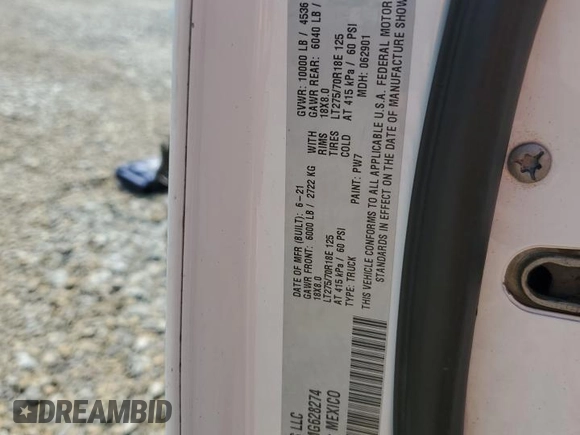 GVWR: 10000 LB / 4536
GAWR REAR: 6040 LB /
18X8.0
LT275/70R18E 125
AT 415 kPa / 60 PSI
MDH: 062901
WITH
RIMS
TIRES
COLD
DATE OF MFR (BUILT): 6-21
GAWR FRONT: 6000 LB / 2722 KG
18X8.0
LT275/70R18E 125
AT 415 kPa / 60 PSI
TYPE: TRUCK
PAINT: PW7
THIS VEHICLE CONFORMS TO ALL APPLICABLE U.S.A. FEDERAL MOTOR
STANDARDS IN EFFECT ON THE DATE OF MANUFACTURE SHOW
LLC
G628274
MEXICO
DREAMBID